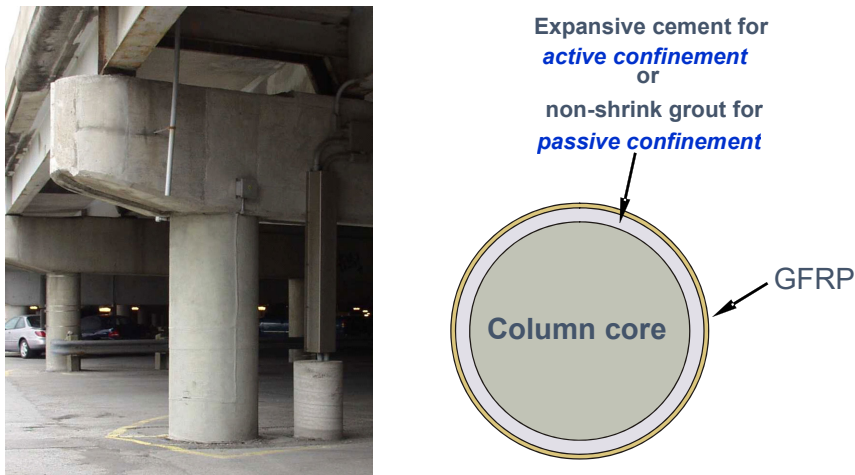 Expansive cement for
active confinement
or
non-shrink grout for
passive confinement
GFRP
Column core